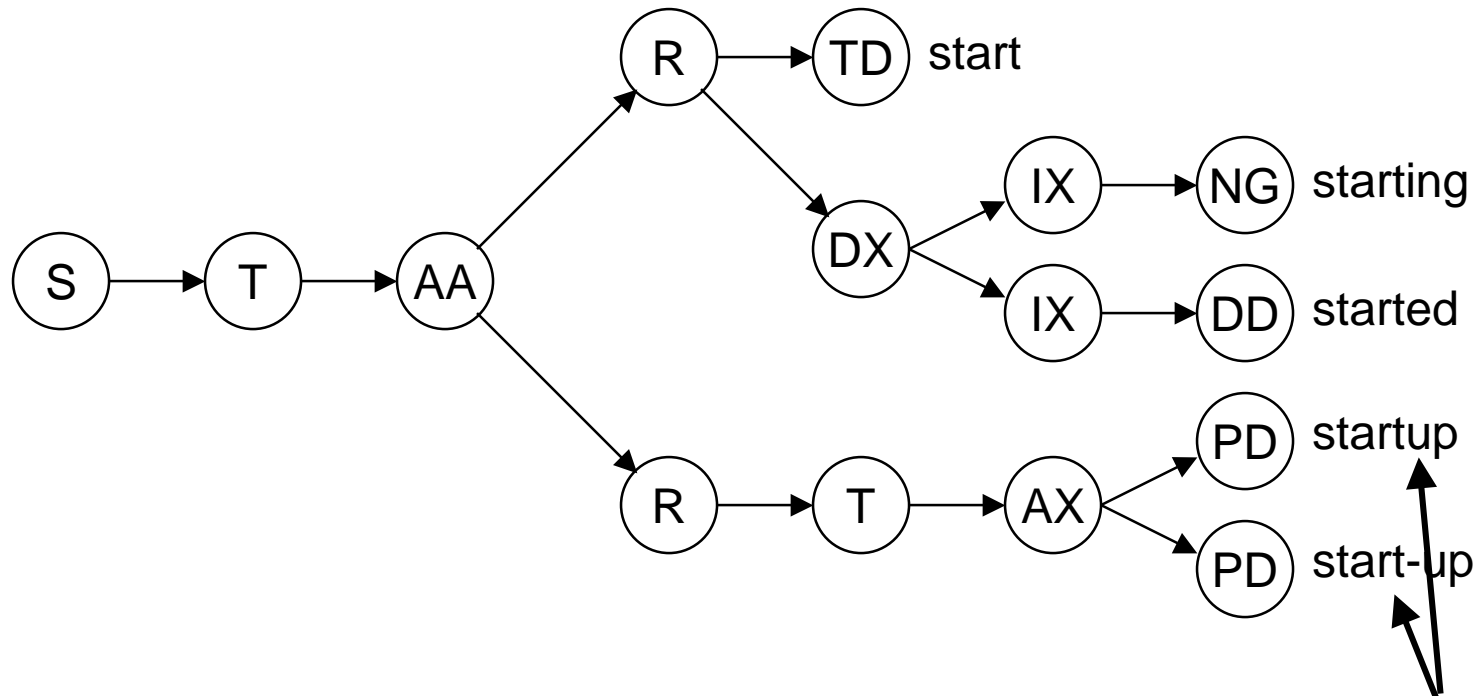 R TD start
IX NG starting
DX
S T AA
IX DD started
PD startup
R T AX
PD start-up